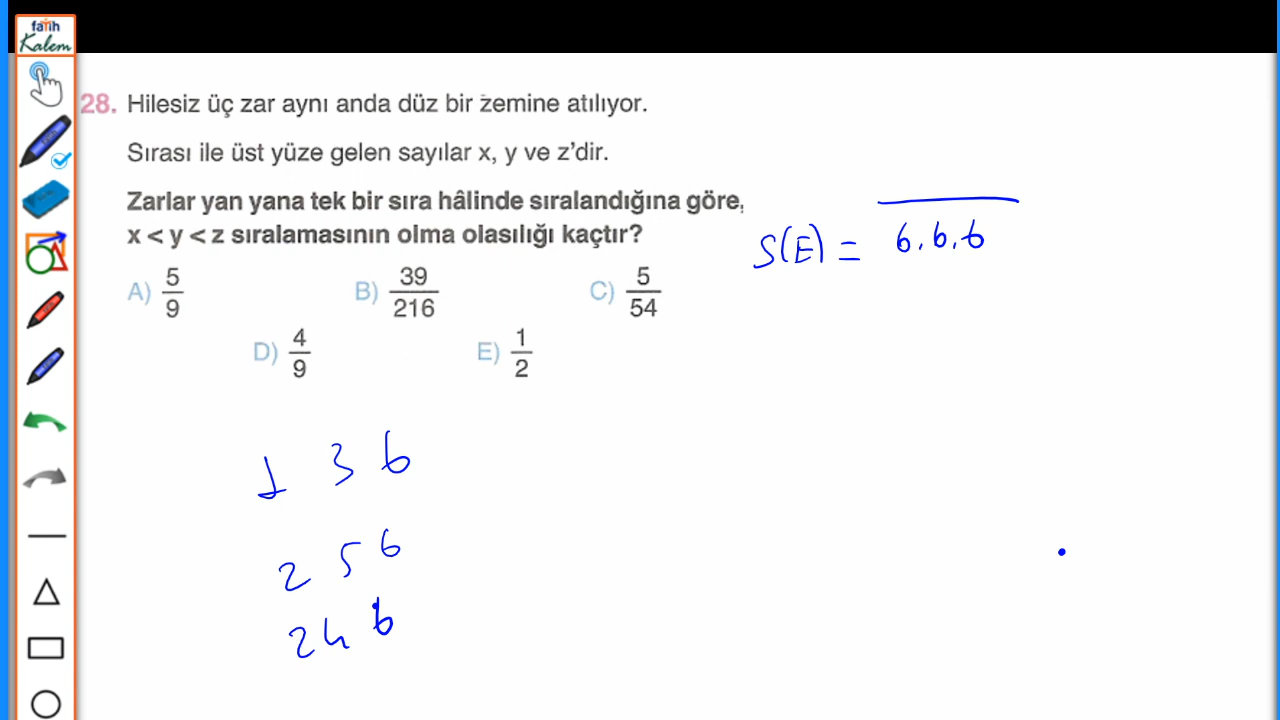 fatih
Kalem
28. Hilesiz üç zar aynı anda düz bir zemine atılıyor.
Sırası ile üst yüze gelen sayılar x, y ve z'dir.
Zarlar yan yana tek bir sıra hâlinde sıralandığına göre,
x < y < z sıralamasının olma olasılığı kaçtır?
A) 5/9 B) 39/216 C) 5/54
D) 4/9 E) 1/2
S(E) = 6.6.6
1 3 6
2 5 6
2 4 6